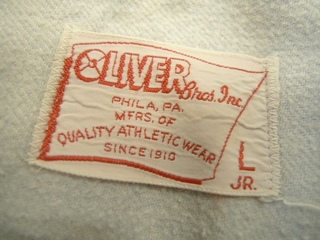 OLIVER Bros. Inc.
PHILA, PA.
MFRS. OF
QUALITY ATHLETIC WEAR
SINCE 1910
L
JR.